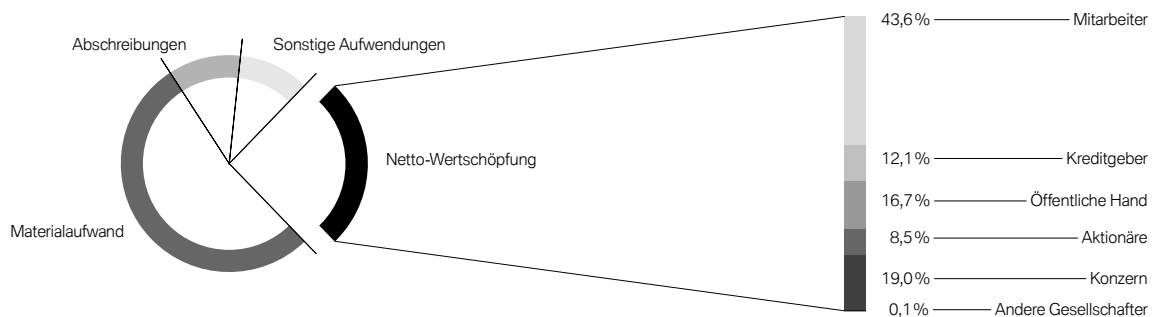 Abschreibungen
Sonstige Aufwendungen
Netto-Wertschöpfung
Materialaufwand
43,6 % Mitarbeiter
12,1 % Kreditgeber
16,7 % Öffentliche Hand
8,5 % Aktionäre
19,0 % Konzern
0,1 % Andere Gesellschafter